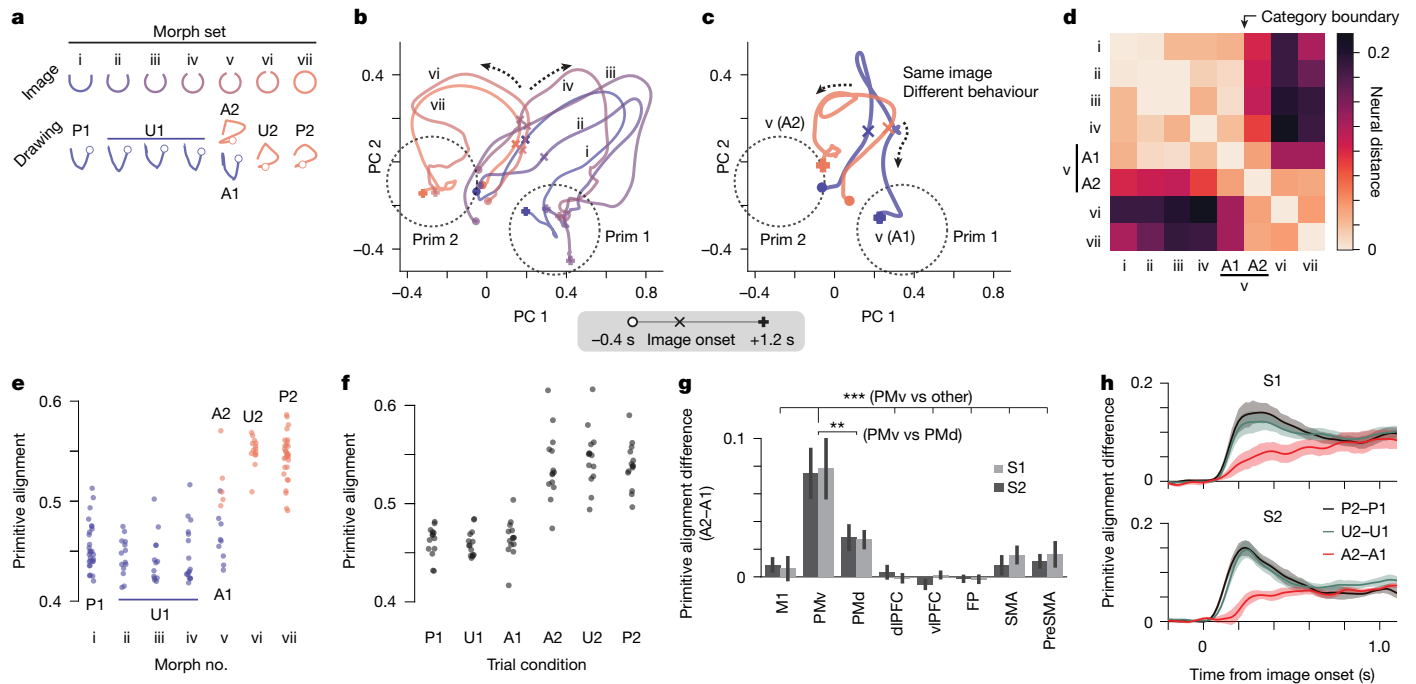 a
Morph set
i ii iii iv v vi vii
Image
A2
P1 U1 U2 P2
Drawing
A1
b
PC 2
0.4
0
−0.4
vi
vii
iv
iii
ii
i
Prim 2
Prim 1
−0.4 0 0.4 0.8
PC 1
c
PC 2
0.4
0
−0.4
Same image
Different behaviour
v (A2)
v (A1)
Prim 2
Prim 1
−0.4 0 0.4 0.8
PC 1
−0.4 s Image onset +1.2 s
d
Category boundary
i
ii
iii
iv
A1
v
A2
vi
vii
i ii iii iv A1 A2 vi vii
v
0.2
0
Neural distance
e
Primitive alignment
0.6
0.5
0.4
P1
U1
A1
A2
U2
P2
i ii iii iv v vi vii
Morph no.
f
Primitive alignment
0.6
0.5
0.4
P1 U1 A1 A2 U2 P2
Trial condition
g
Primitive alignment difference
(A2–A1)
0.1
0
*** (PMv vs other)
** (PMv vs PMd)
S1
S2
M1 PMv PMd dlPFC vlPFC FP SMA PreSMA
h
Primitive alignment difference
S1
0.2
0
S2
0.2
0
P2–P1
U2–U1
A2–A1
0 1.0
Time from image onset (s)